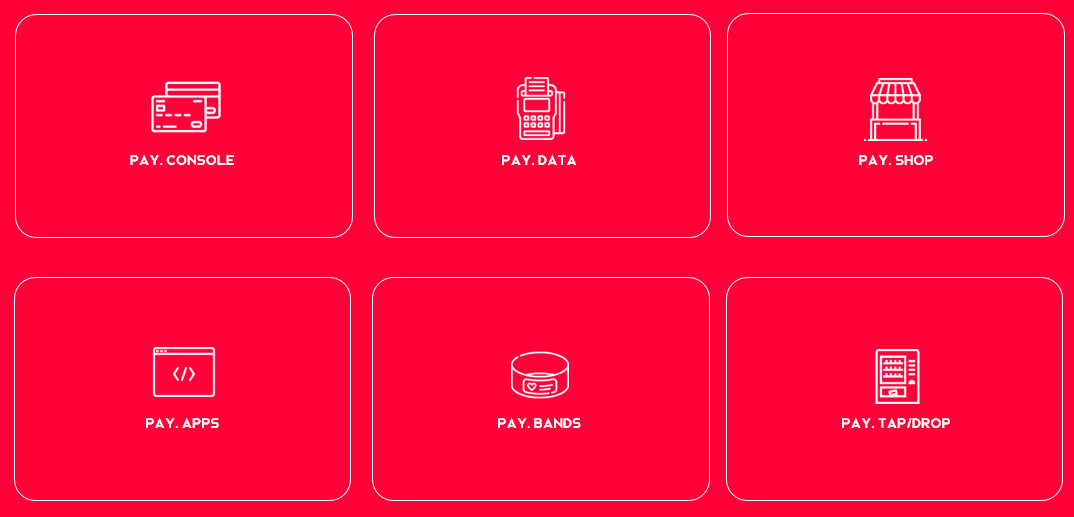 PAY. CONSOLE
PAY. DATA
PAY. SHOP
PAY. APPS
PAY. BANDS
PAY. TAP/DROP